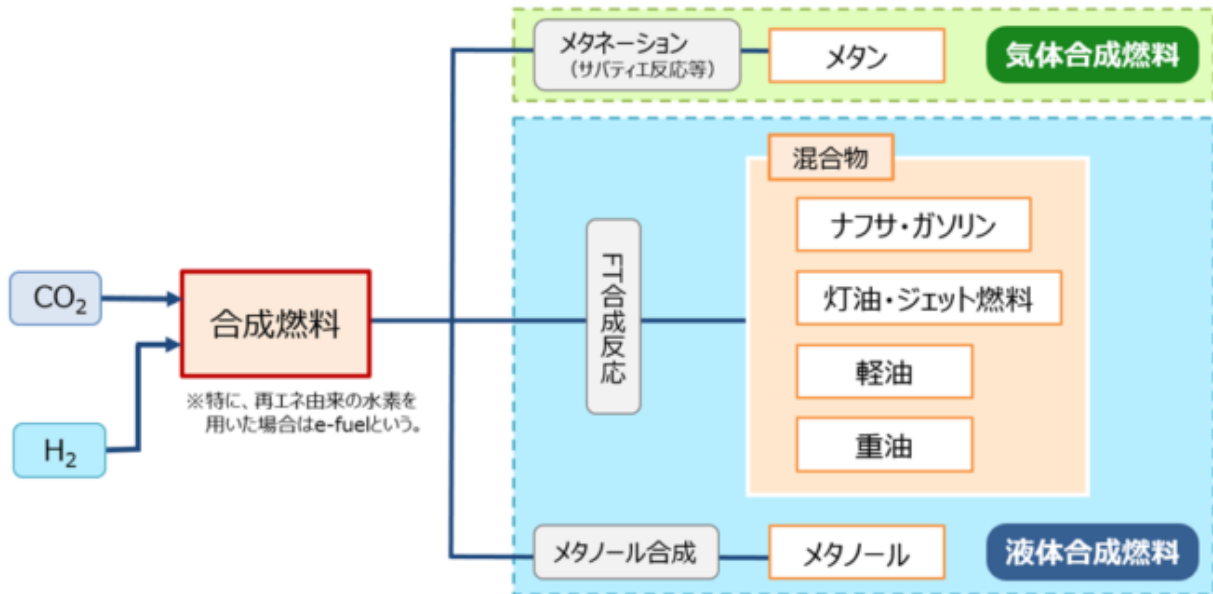 メタネーション
（サバティエ反応等）
メタン
気体合成燃料
混合物
ナフサ・ガソリン
灯油・ジェット燃料
軽油
重油
FT合成反応
CO₂
H₂
合成燃料
※特に、再エネ由来の水素を
用いた場合はe-fuelという。
メタノール合成
メタノール
液体合成燃料